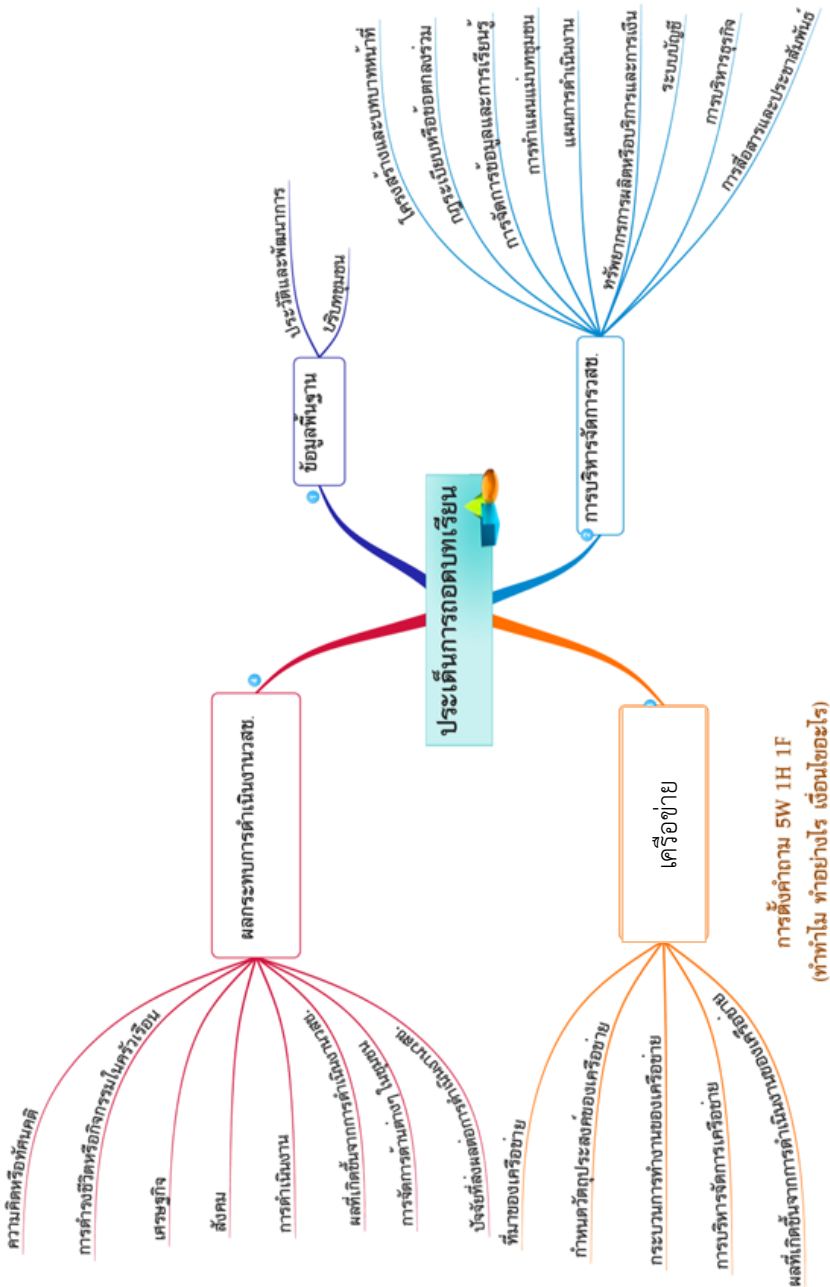 ประเด็นการถอดบทเรียน
1
ข้อมูลพื้นฐาน
ประวัติและพัฒนาการ
บริบทชุมชน
2
การบริหารจัดการวสช.
โครงสร้างและบทบาทหน้าที่
กฎระเบียบหรือข้อตกลงร่วม
การจัดการข้อมูลและการเรียนรู้
การทำแผนแม่บทชุมชน
แผนการดำเนินงาน
ทรัพยากรการผลิตหรือบริการและการเงิน
ระบบบัญชี
การบริหารธุรกิจ
การสื่อสารและประชาสัมพันธ์
เครือข่าย
ที่มาของเครือข่าย
กำหนดวัตถุประสงค์ของเครือข่าย
กระบวนการทำงานของเครือข่าย
การบริหารจัดการเครือข่าย
ผลที่เกิดขึ้นจากการดำเนินงานของเครือข่าย
4
ผลกระทบการดำเนินงานวสช.
ความคิดหรือทัศนคติ
การดำรงชีวิตหรือกิจกรรมในครัวเรือน
เศรษฐกิจ
สังคม
การดำเนินงาน
ผลที่เกิดขึ้นจากการดำเนินงานวสช.
การจัดการด้านต่างๆ ในชุมชน
ปัจจัยที่ส่งผลต่อการดำเนินงานวสช.
การตั้งคำถาม 5W 1H 1F
(ทำทำไม ทำอย่างไร เงื่อนไขอะไร)